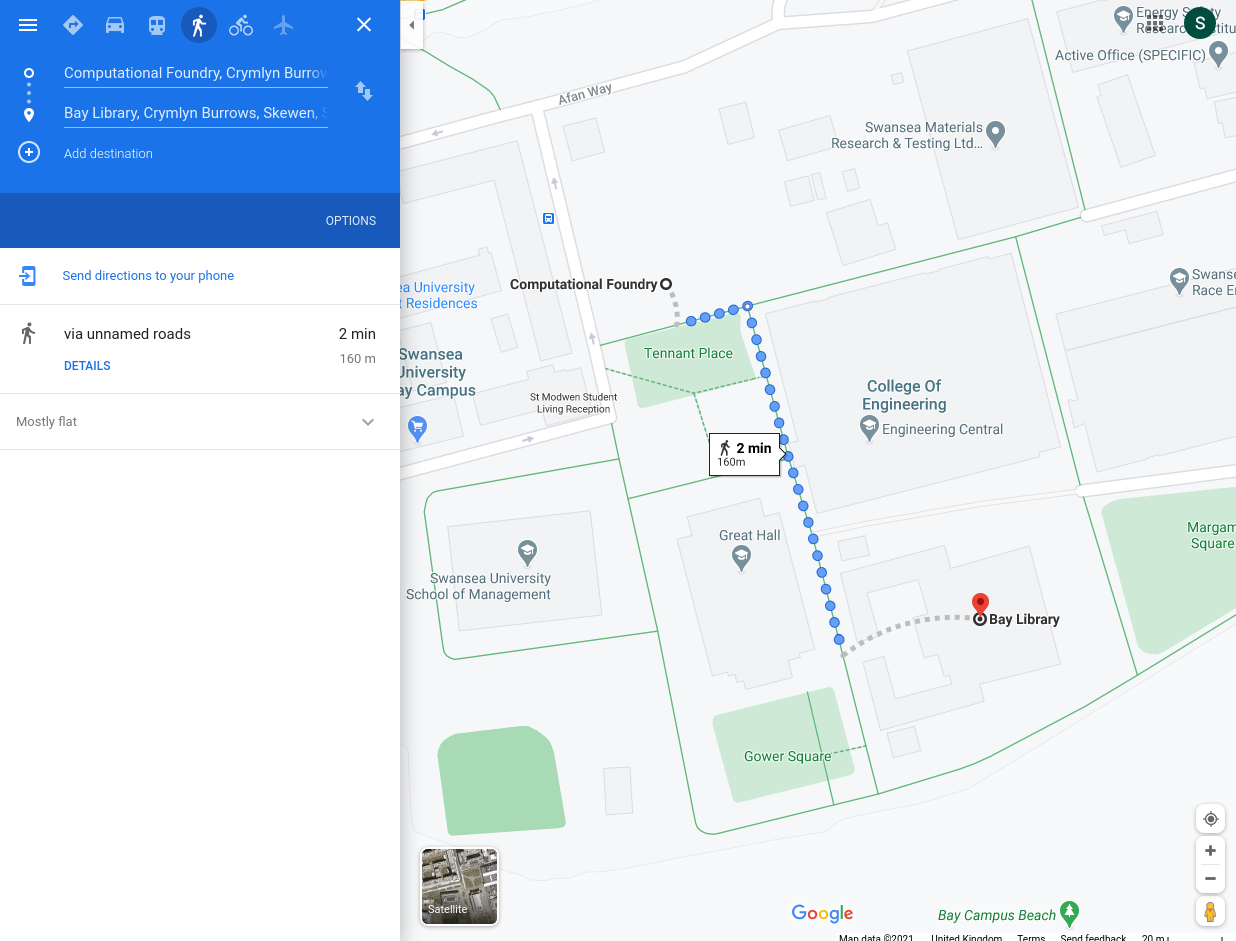 Computational Foundry, Crymlyn Burrow
Bay Library, Crymlyn Burrows, Skewen, S
Add destination
OPTIONS
Send directions to your phone
via unnamed roads
2 min
DETAILS
160 m
Mostly flat
Energy Safety
Research Institu
S
Active Office (SPECIFIC)
Afan Way
Swansea Materials
Research & Testing Ltd...
Computational Foundry
ea University
t Residences
Swanse
Race En
Swansea
University
ay Campus
Tennant Place
St Modwen Student
Living Reception
College Of
Engineering
Engineering Central
2 min
160m
Great Hall
Margam
Square
Swansea University
School of Management
Bay Library
Gower Square
Satellite
Google
Bay Campus Beach
Map data ©2021
United Kingdom
Terms
Send feedback
20 m